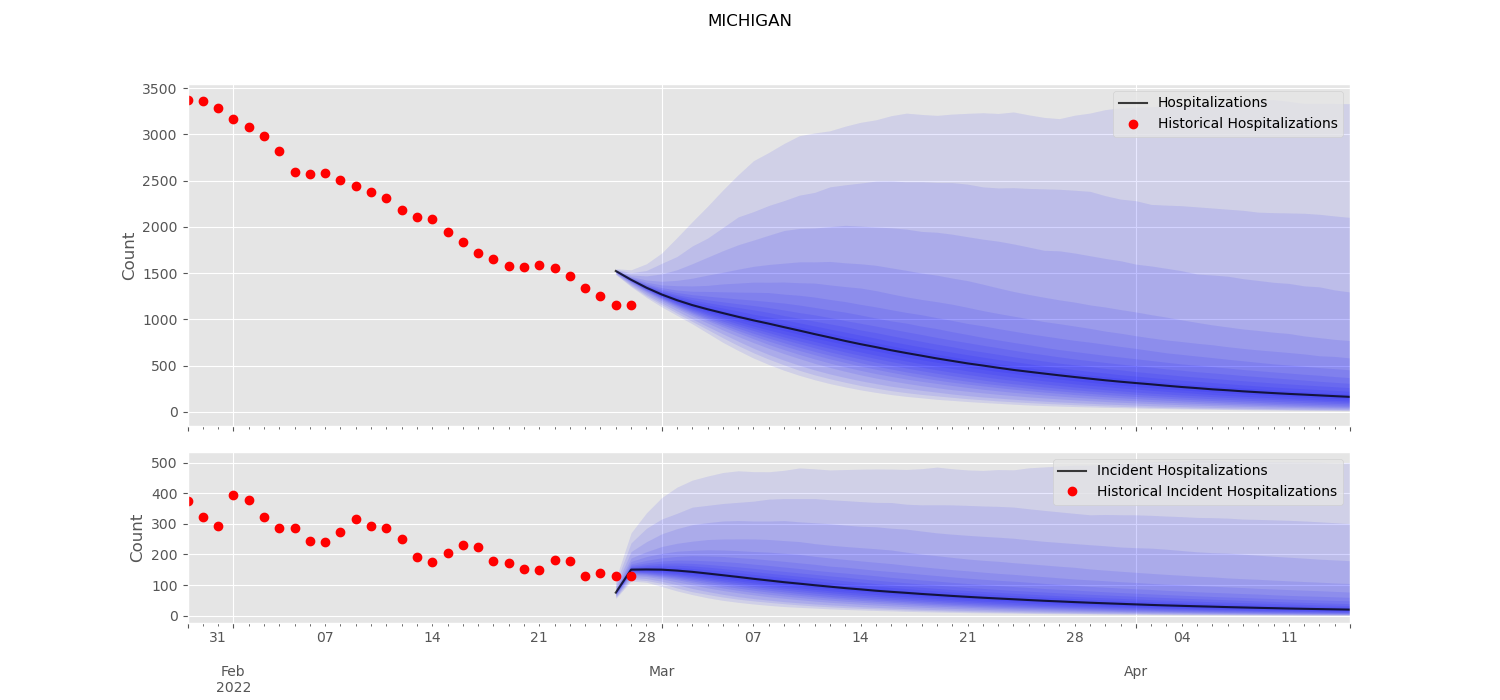 MICHIGAN
3500
3000
2500
2000
1500
1000
500
0
Count
Hospitalizations
Historical Hospitalizations
500
400
300
200
100
0
Count
Incident Hospitalizations
Historical Incident Hospitalizations
31 07 14 21 28 07 14 21 28 04 11
Feb Mar Apr
2022